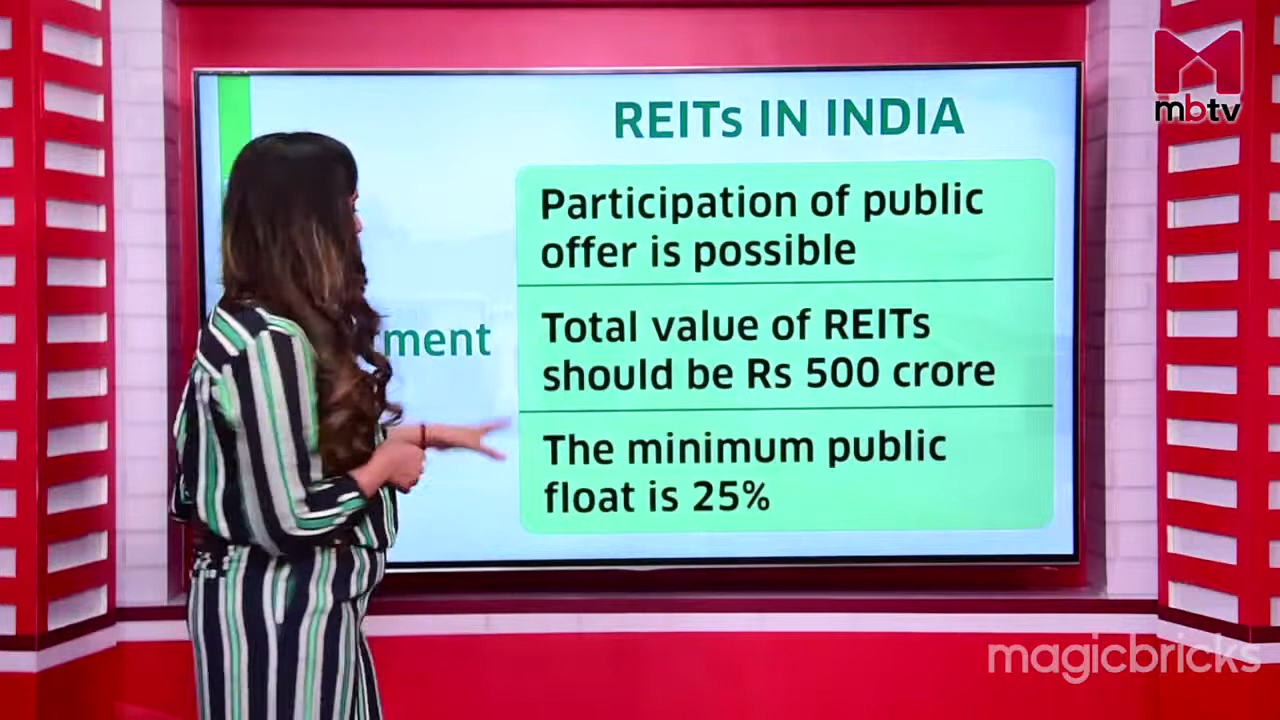 mbtv
REITs IN INDIA
Participation of public
offer is possible
ment
Total value of REITs
should be Rs 500 crore
The minimum public
float is 25%
magicbricks